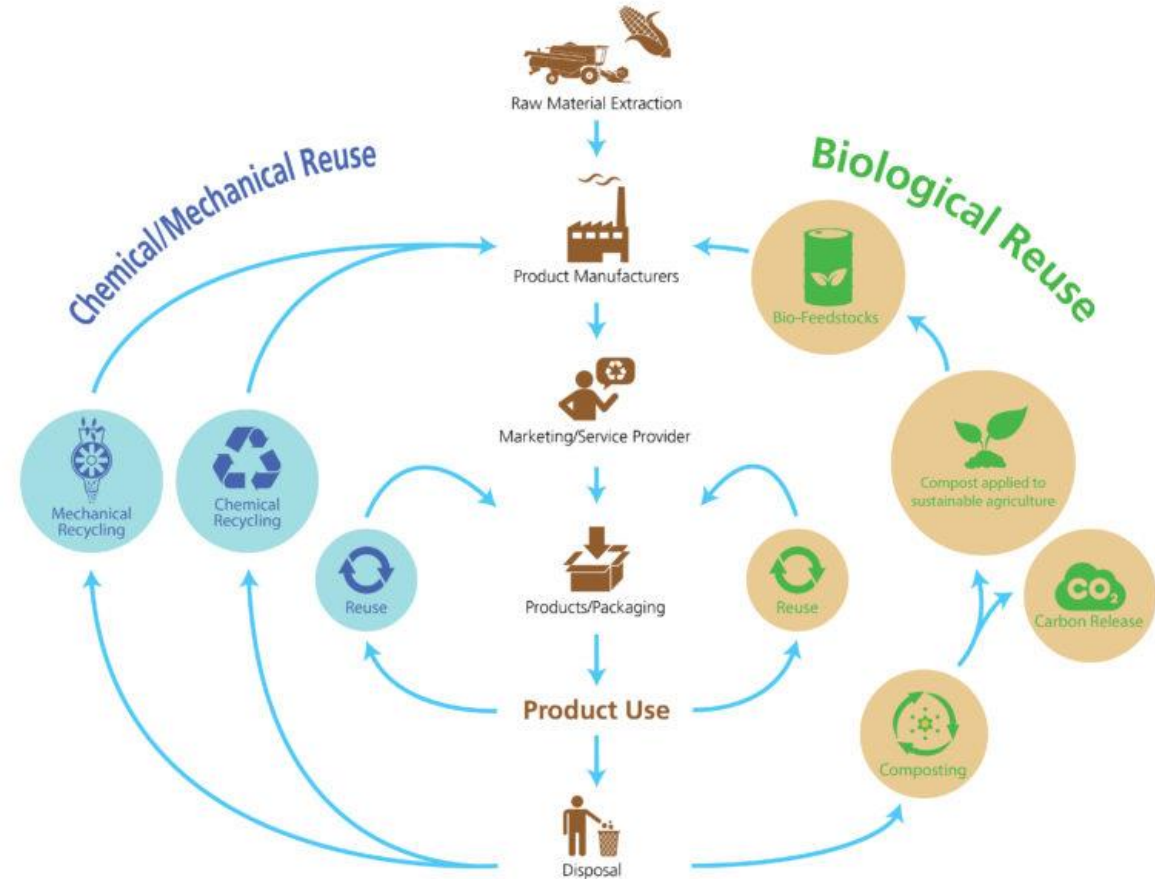 Raw Material Extraction
Chemical/Mechanical Reuse
Biological Reuse
Product Manufacturers
Bio-Feedstocks
Marketing/Service Provider
Mechanical
Recycling
Chemical
Recycling
Compost applied to
sustainable agriculture
Reuse
Products/Packaging
Reuse
CO₂
Carbon Release
Product Use
Composting
Disposal